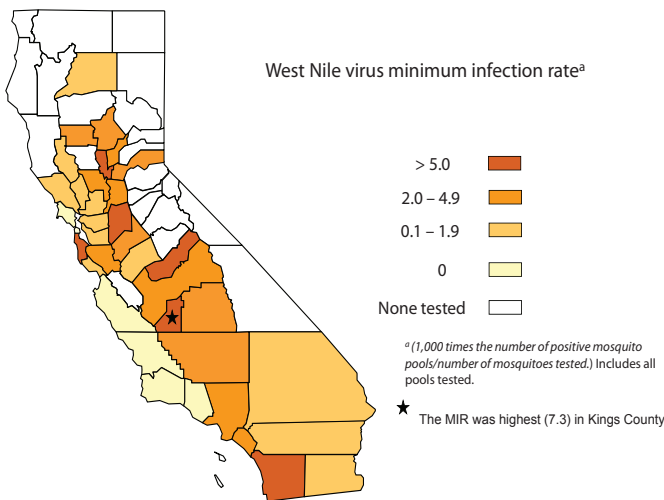 West Nile virus minimum infection rateᵃ
> 5.0
2.0 – 4.9
0.1 – 1.9
0
None tested
ᵃ (1,000 times the number of positive mosquito
pools/number of mosquitoes tested.) Includes all
pools tested.
★ The MIR was highest (7.3) in Kings County